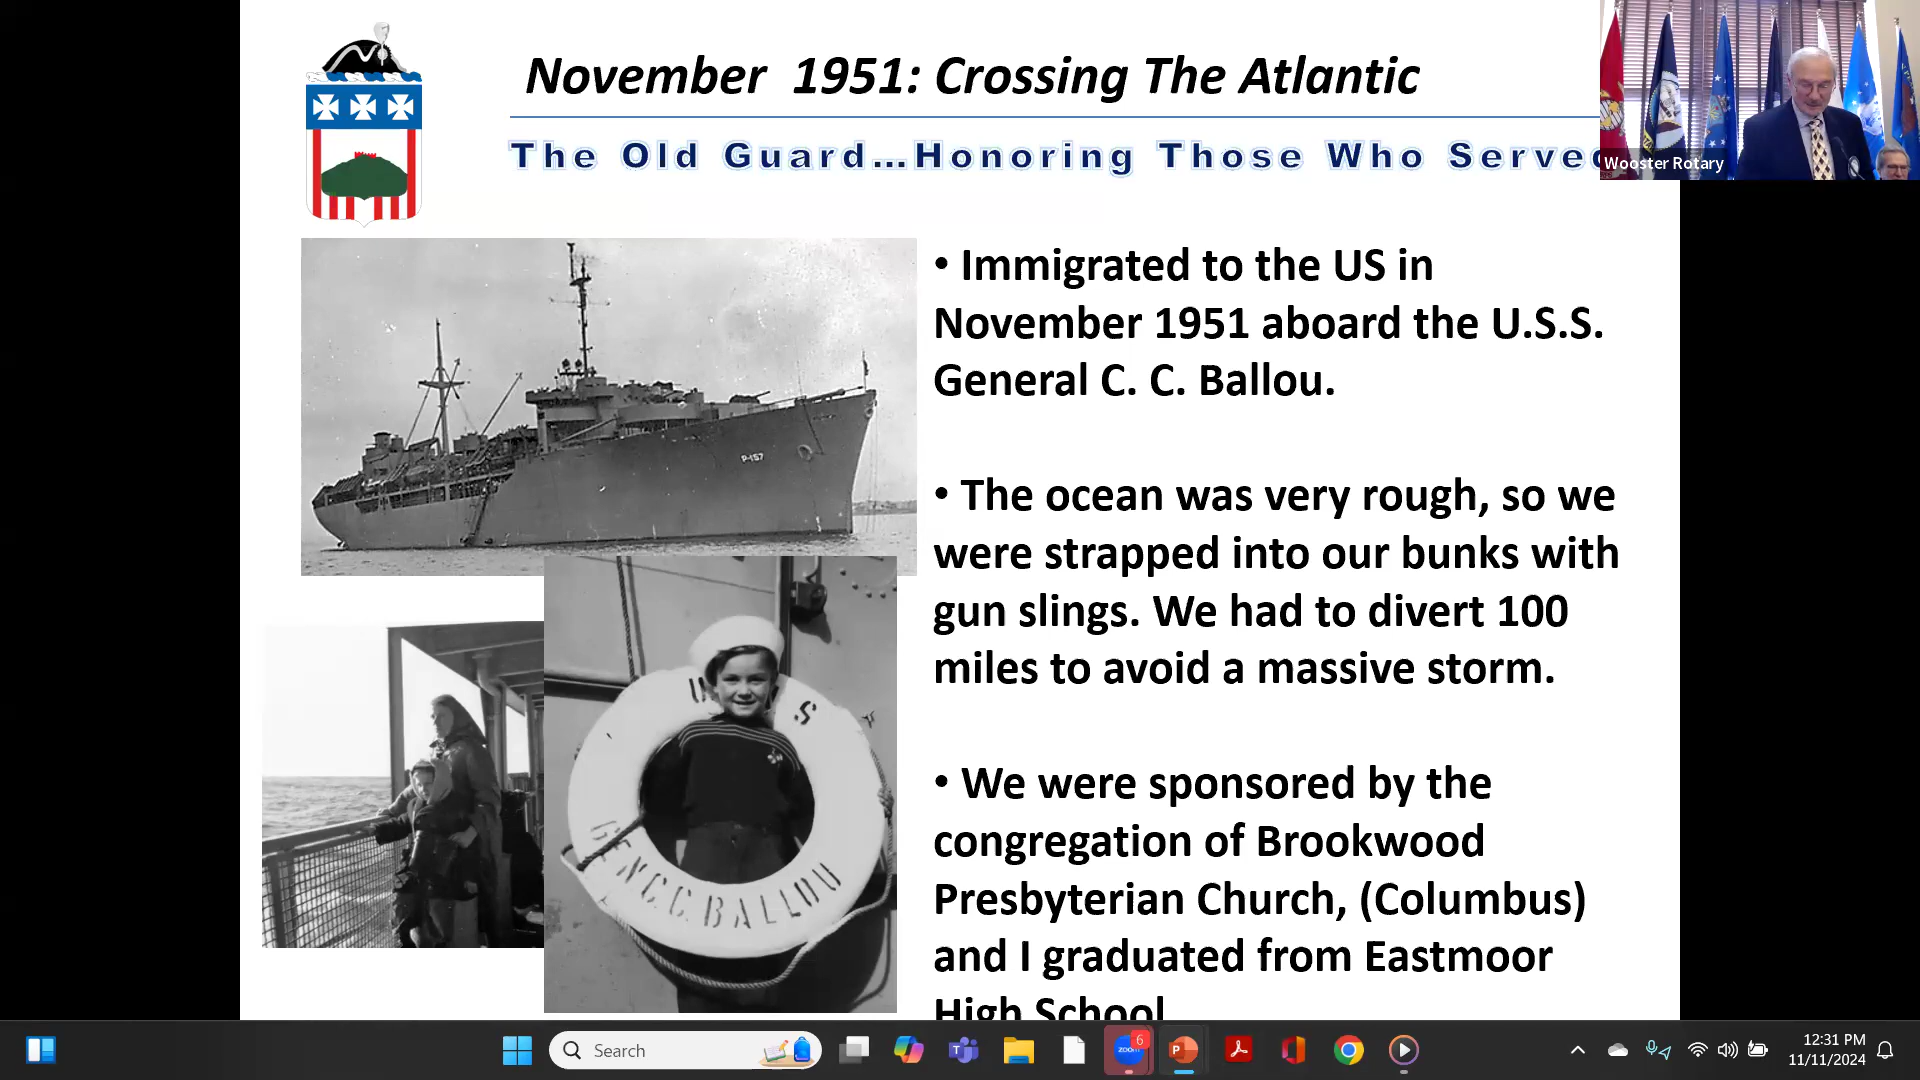 November 1951: Crossing The Atlantic
The Old Guard...Honoring Those Who Served
Wooster Rotary
• Immigrated to the US in
November 1951 aboard the U.S.S.
General C. C. Ballou.
• The ocean was very rough, so we
were strapped into our bunks with
gun slings. We had to divert 100
miles to avoid a massive storm.
• We were sponsored by the
congregation of Brookwood
Presbyterian Church, (Columbus)
and I graduated from Eastmoor
High School
P-157
U S
GEN. C.C. BALLOU
Search
zoom
6
12:31 PM
11/11/2024